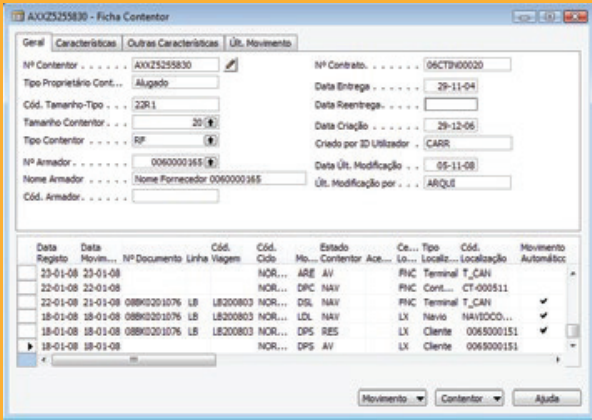 AXXZ5255830 - Ficha Contentor
Geral Características Outras Características Últ. Movimento
Nº Contentor . . . . . . AXXZ5255830
Tipo Proprietário Cont... Alugado
Cód. Tamanho-Tipo . . . 22R1
Tamanho Contentor . . . 20
Tipo Contentor . . . . . RF
Nº Armador . . . . . . . 0060000165
Nome Armador . . . . . Nome Fornecedor 0060000165
Cód. Armador. . . . . .
Nº Contrato. . . . . . . 06CTIN00020
Data Entrega . . . . . . 29-11-04
Data Reentrega. . . . . .
Data Criação . . . . . . 29-12-06
Criado por ID Utilizador . CARR
Data Últ. Modificação . . 05-11-08
Últ. Modificação por . . . ARQUI
Data Registo Data Movim... Nº Documento Linha Cód. Viagem Cód. Ciclo Mo... Estado Contentor Ace... Ce... Lo... Tipo Localiz... Cód. Localização Movimento Automático
23-01-08 23-01-08 NOR... ARE AV FNC Terminal T_CAN
22-01-08 22-01-08 NOR... DPC NAV FNC Cont... CT-000511
22-01-08 21-01-08 08BK0201076 LB LB200803 NOR... DSL NAV FNC Terminal T_CAN
18-01-08 18-01-08 08BK0201076 LB LB200803 NOR... LDL NAV LX Navio NAVIOCO...
18-01-08 18-01-08 08BK0201076 LB LB200803 NOR... DPS RES LX Cliente 0065000151
18-01-08 18-01-08 NOR... DPS AV LX Cliente 0065000151
Movimento Contentor Ajuda